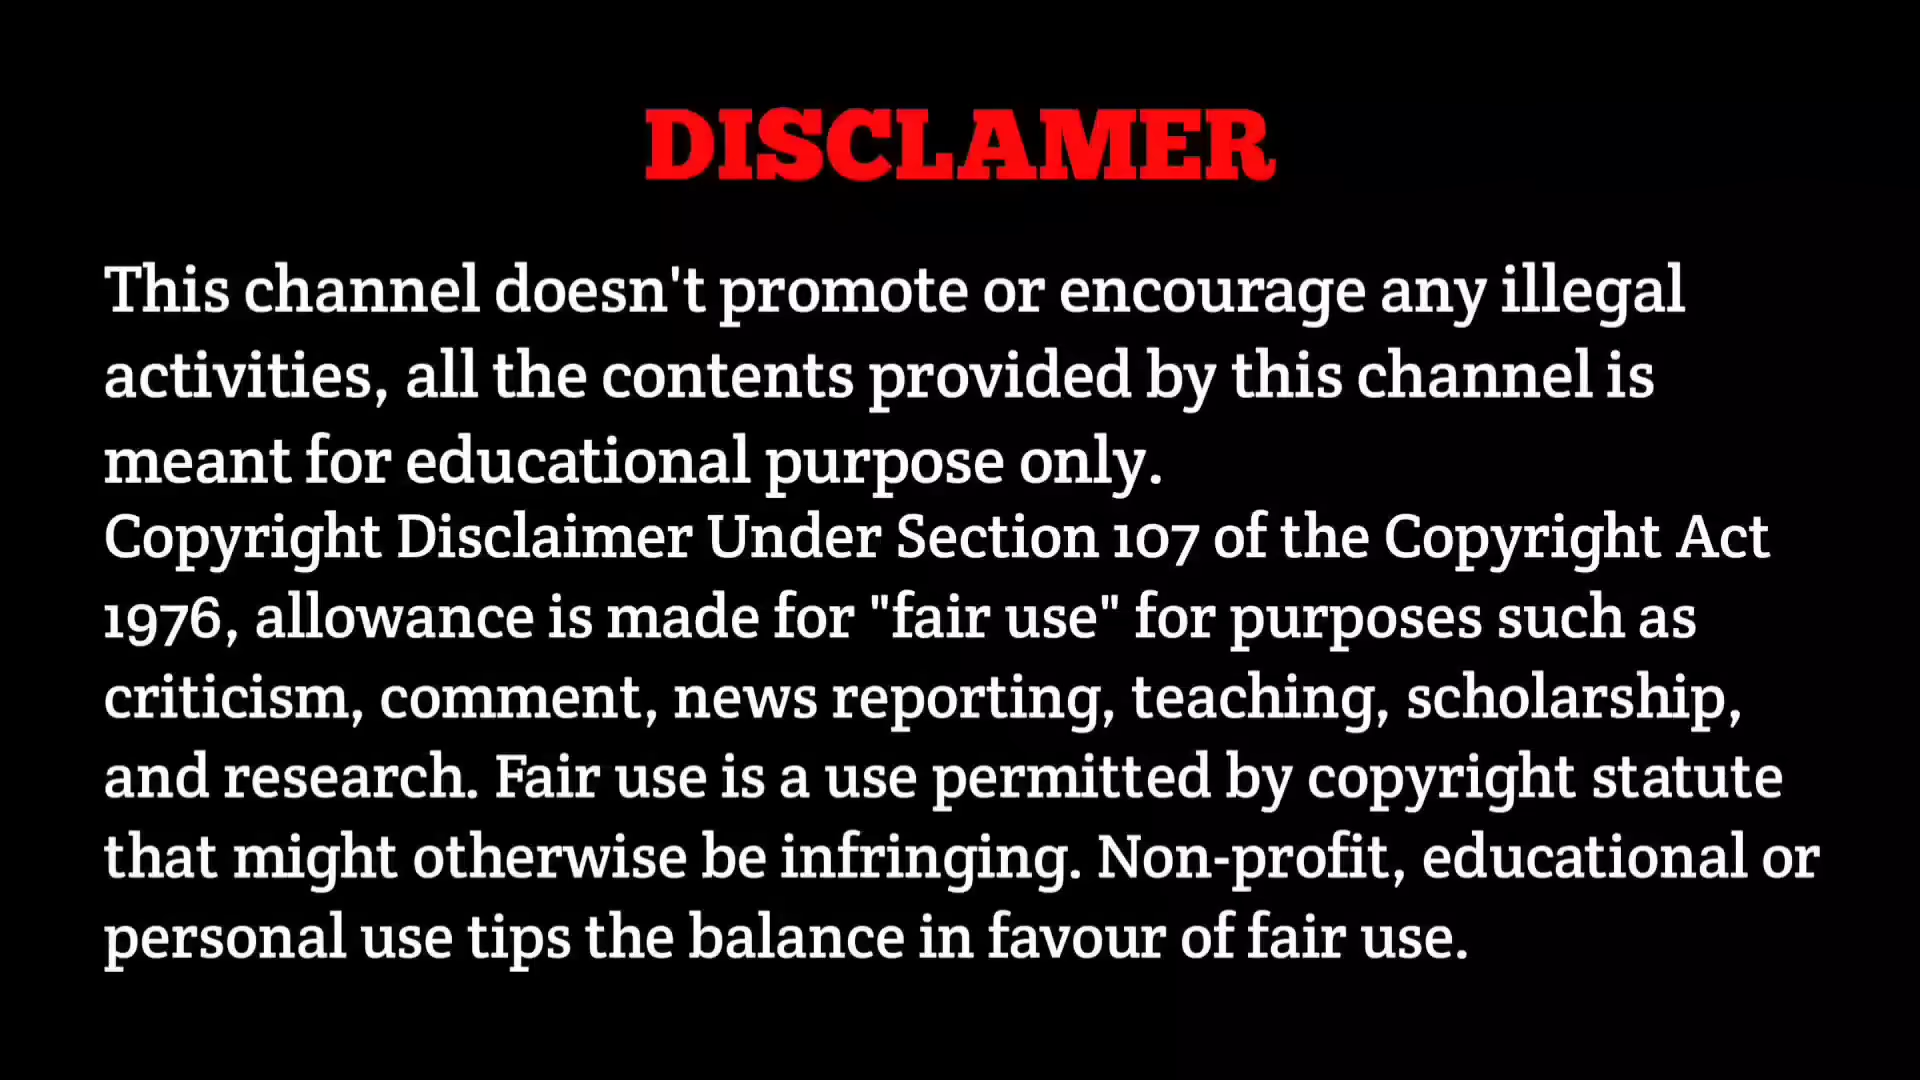 DISCLAMER
This channel doesn't promote or encourage any illegal
activities, all the contents provided by this channel is
meant for educational purpose only.
Copyright Disclaimer Under Section 107 of the Copyright Act
1976, allowance is made for "fair use" for purposes such as
criticism, comment, news reporting, teaching, scholarship,
and research. Fair use is a use permitted by copyright statute
that might otherwise be infringing. Non-profit, educational or
personal use tips the balance in favour of fair use.